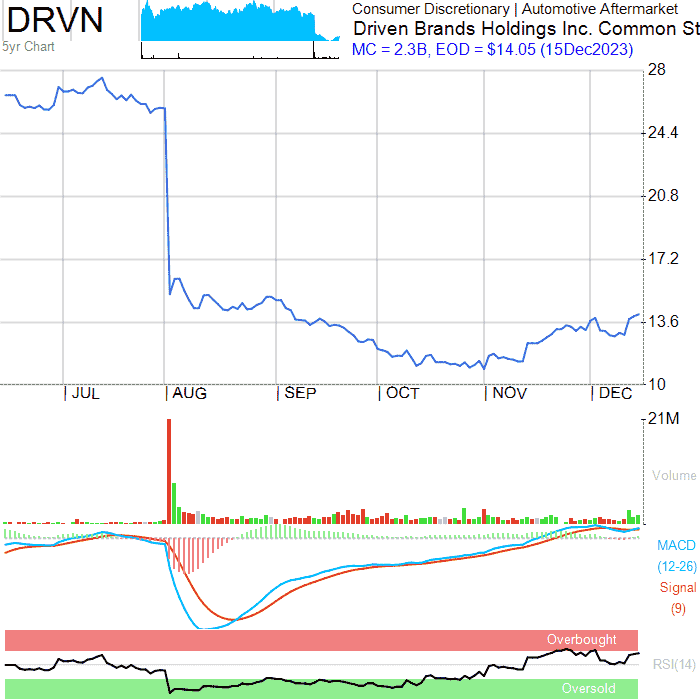 DRVN
5yr Chart
Consumer Discretionary | Automotive Aftermarket
Driven Brands Holdings Inc. Common St
MC = 2.3B, EOD = $14.05 (15Dec2023)
28
24.4
20.8
17.2
13.6
10
| JUL | AUG | SEP | OCT | NOV | DEC
21M
Volume
MACD
(12-26)
Signal
(9)
Overbought
RSI(14)
Oversold